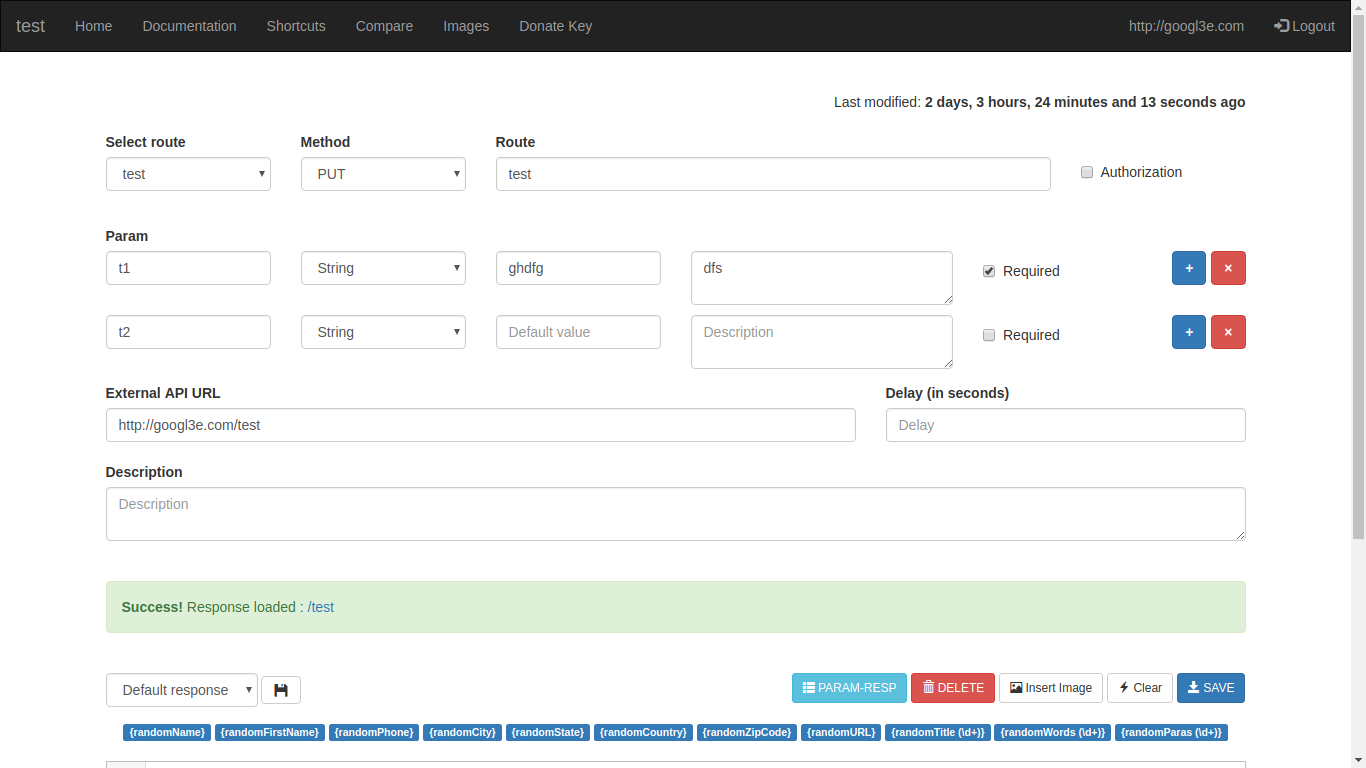 test Home Documentation Shortcuts Compare Images Donate Key http://googl3e.com Logout
Last modified: 2 days, 3 hours, 24 minutes and 13 seconds ago
Select route Method Route
test PUT test Authorization
Param
t1 String ghdfg dfs Required + ×
t2 String Default value Description Required + ×
External API URL Delay (in seconds)
http://googl3e.com/test Delay
Description
Description
Success! Response loaded : /test
Default response PARAM-RESP DELETE Insert Image Clear SAVE
{randomName} {randomFirstName} {randomPhone} {randomCity} {randomState} {randomCountry} {randomZipCode} {randomURL} {randomTitle (\d+)} {randomWords (\d+)} {randomParas (\d+)}